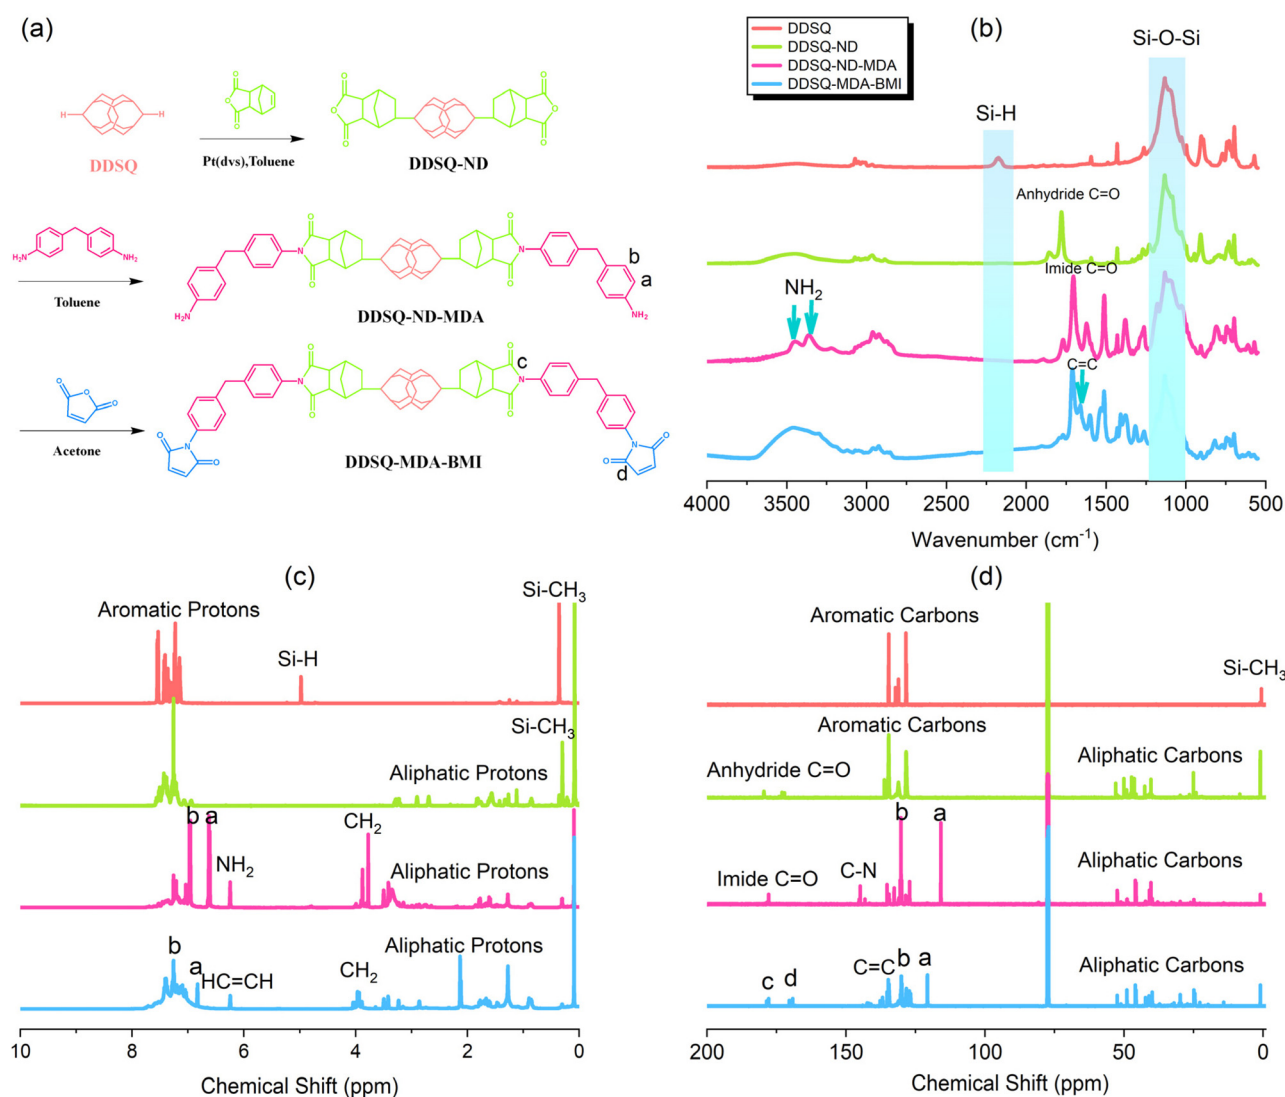 (a)
O
O
O
H
H
DDSQ
Pt(dvs),Toluene
O
O
O
O
O
O
DDSQ-ND
NH₂
NH₂
Toluene
O
O
N
N
O
O
b
a
NH₂
NH₂
DDSQ-ND-MDA
O
O
O
Acetone
O
O
c
N
N
O
O
O
N
O
O
N
O
d
DDSQ-MDA-BMI
DDSQ
DDSQ-ND
DDSQ-ND-MDA
DDSQ-MDA-BMI
(b)
Si-O-Si
Si-H
Anhydride C=O
Imide C=O
NH₂
C=C
4000 3500 3000 2500 2000 1500 1000 500
Wavenumber (cm⁻¹)
(c)
Si-CH₃
Aromatic Protons
Si-H
Si-CH₃
Aliphatic Protons
b a
CH₂
NH₂
Aliphatic Protons
b
a
HC=CH
CH₂
Aliphatic Protons
10 8 6 4 2 0
Chemical Shift (ppm)
(d)
Aromatic Carbons
Si-CH₃
Aromatic Carbons
Anhydride C=O
Aliphatic Carbons
b a
C-N
Imide C=O
Aliphatic Carbons
C=C b a
c d
Aliphatic Carbons
200 150 100 50 0
Chemical Shift (ppm)